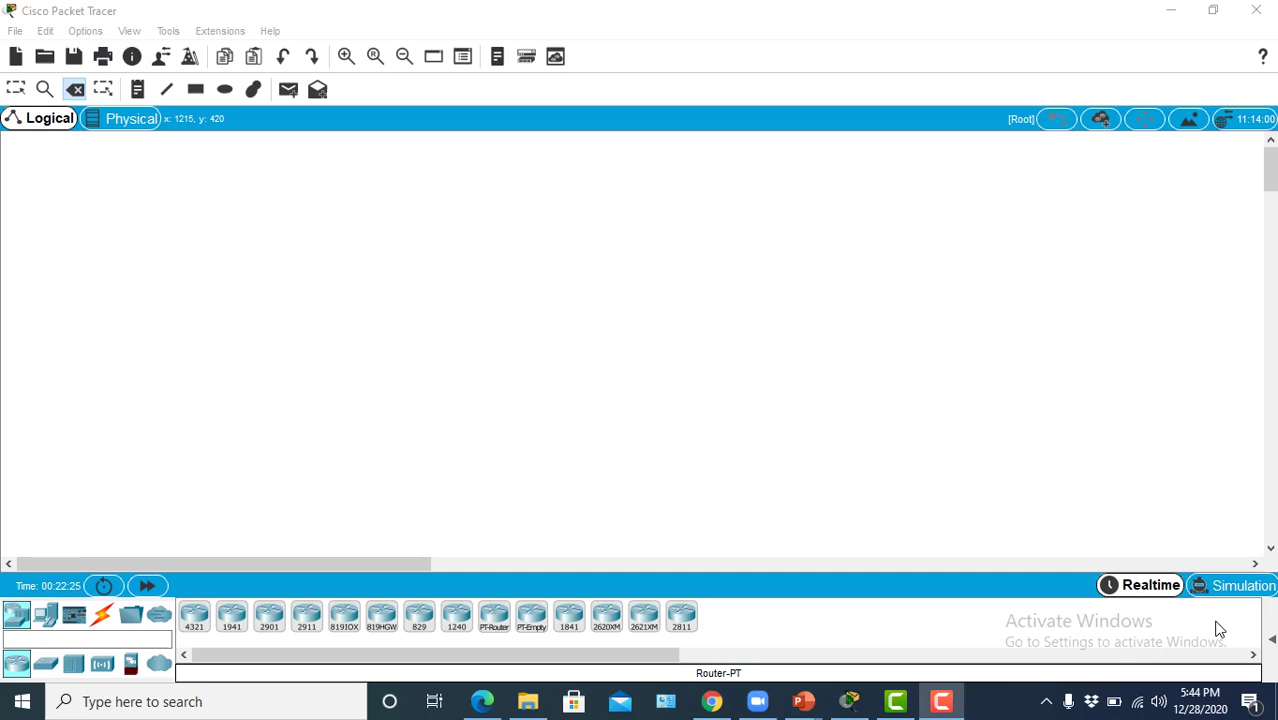 Cisco Packet Tracer
File Edit Options View Tools Extensions Help
?
Logical Physical x: 1215, y: 420 [Root] 11:14:00
Time: 00:22:25 Realtime Simulation
4321 1941 2901 2911 819IOX 819HGW 829 1240 PT-Router PT-Empty 1841 2620XM 2621XM 2811
Activate Windows
Go to Settings to activate Windows.
Router-PT
Type here to search
5:44 PM
12/28/2020
1